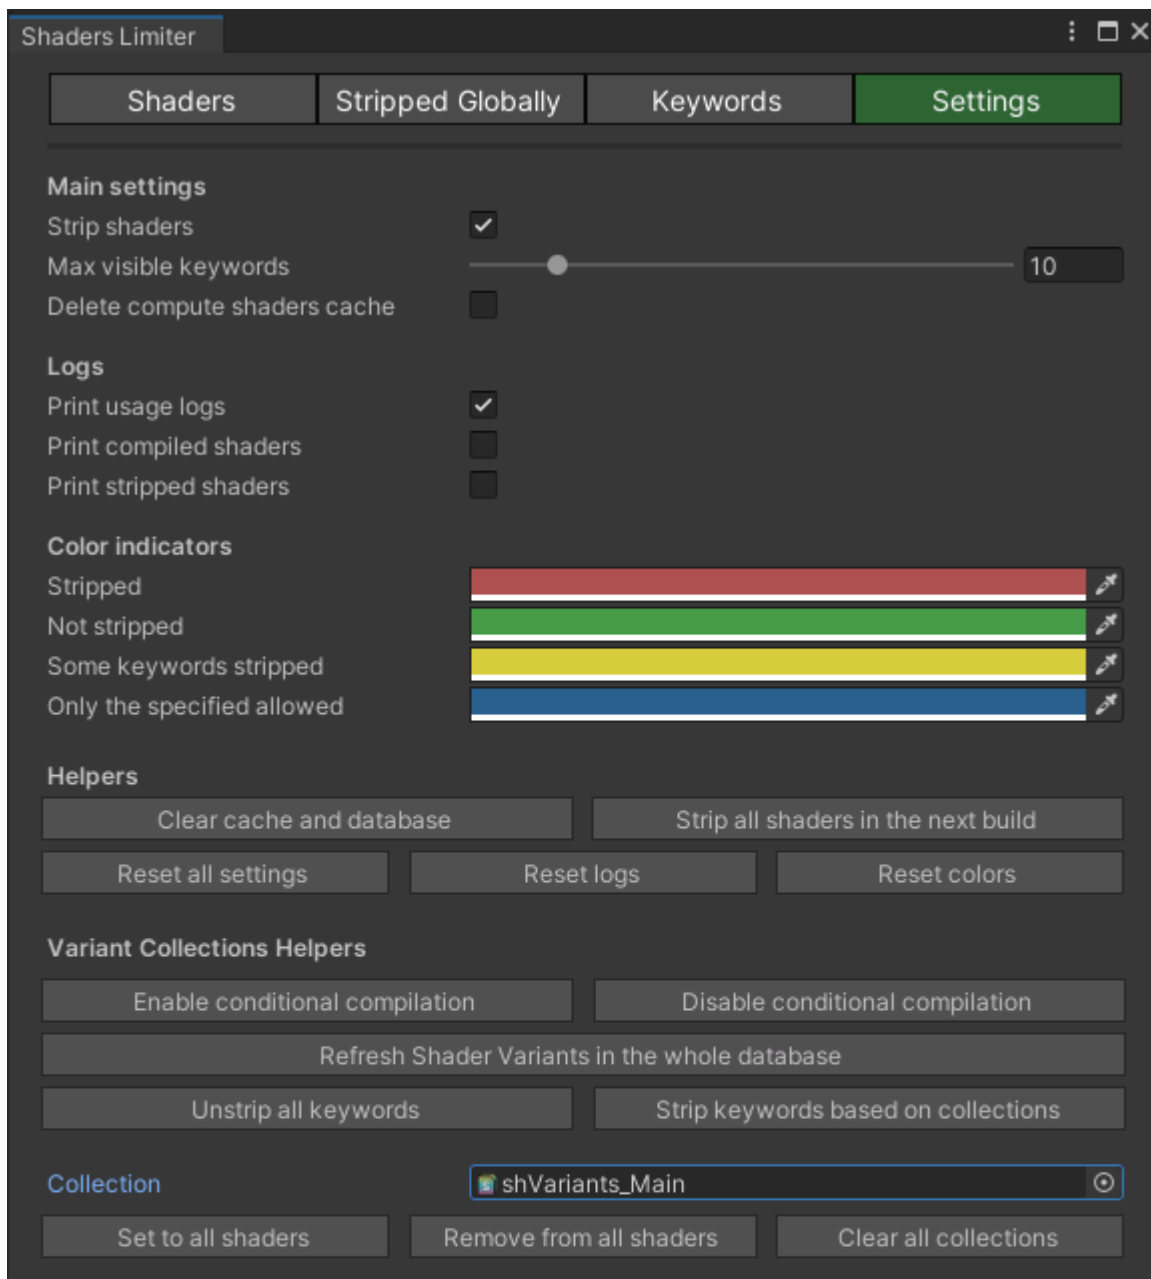 Shaders Limiter
Shaders Stripped Globally Keywords Settings
Main settings
Strip shaders
Max visible keywords 10
Delete compute shaders cache
Logs
Print usage logs
Print compiled shaders
Print stripped shaders
Color indicators
Stripped
Not stripped
Some keywords stripped
Only the specified allowed
Helpers
Clear cache and database Strip all shaders in the next build
Reset all settings Reset logs Reset colors
Variant Collections Helpers
Enable conditional compilation Disable conditional compilation
Refresh Shader Variants in the whole database
Unstrip all keywords Strip keywords based on collections
Collection shVariants_Main
Set to all shaders Remove from all shaders Clear all collections